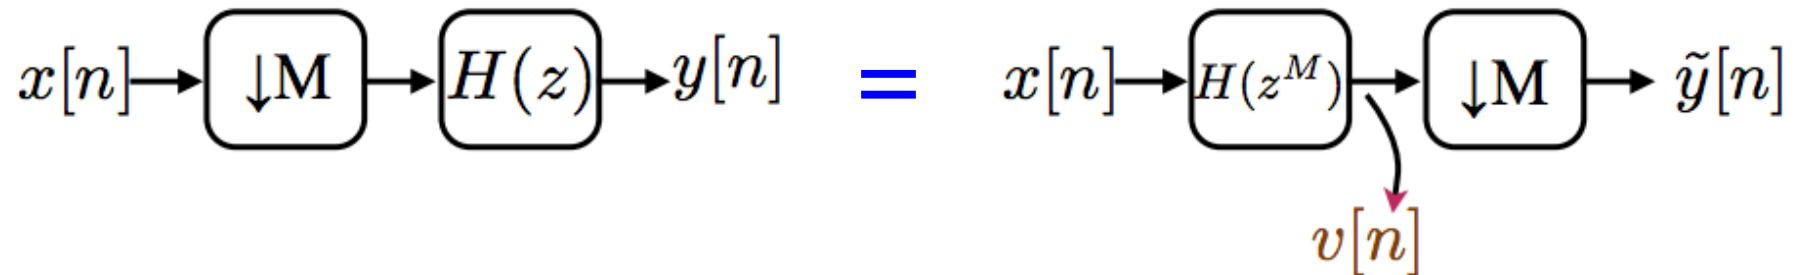 x[n] ↓M H(z) y[n] = x[n] H(z^M) ↓M ỹ[n]
v[n]